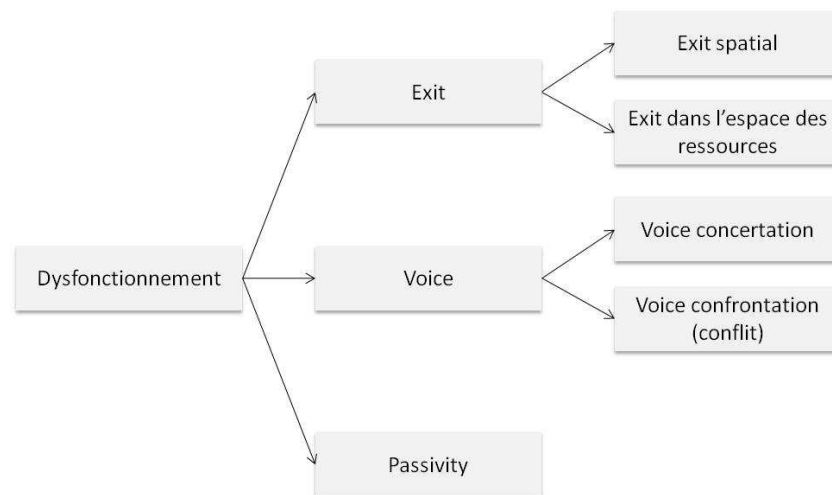 Exit spatial
Exit
Exit dans l'espace des
ressources
Voice concertation
Dysfonctionnement
Voice
Voice confrontation
(conflit)
Passivity